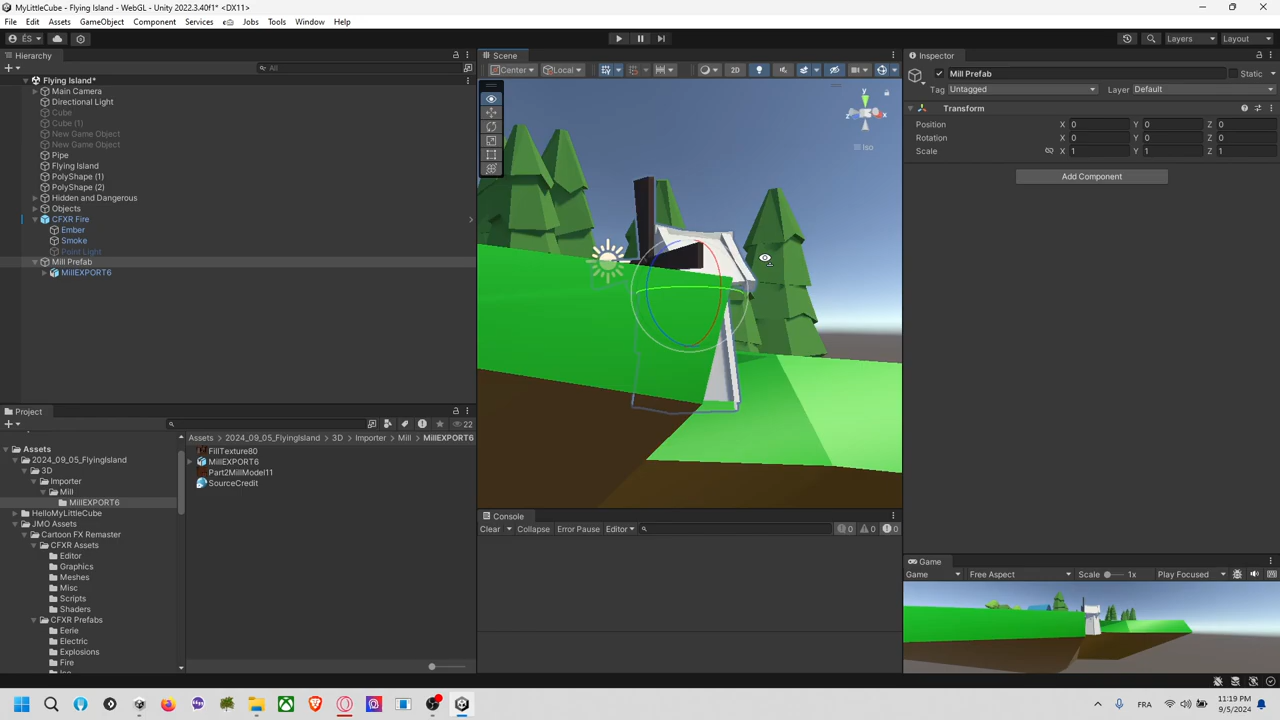 MyLittleCube - Flying Island - WebGL - Unity 2022.3.40f1* <DX11>
File Edit Assets GameObject Component Services Jobs Tools Window Help
ÉS
Layers Layout
Hierarchy
All
Flying Island*
Main Camera
Directional Light
Cube
Cube (1)
New Game Object
New Game Object
Pipe
Flying Island
PolyShape (1)
PolyShape (2)
Hidden and Dangerous
Objects
CFXR Fire
Ember
Smoke
Point Light
Mill Prefab
MillEXPORT6
Scene
Center Local 2D
y
x
z
Iso
Inspector
Mill Prefab Static
Tag Untagged Layer Default
Transform
Position X 0 Y 0 Z 0
Rotation X 0 Y 0 Z 0
Scale X 1 Y 1 Z 1
Add Component
Project
22
Assets
2024_09_05_FlyingIsland
3D
Importer
Mill
MillEXPORT6
HelloMyLittleCube
JMO Assets
Cartoon FX Remaster
CFXR Assets
Editor
Graphics
Meshes
Misc
Scripts
Shaders
CFXR Prefabs
Eerie
Electric
Explosions
Fire
Assets 2024_09_05_FlyingIsland 3D Importer Mill MillEXPORT6
FillTexture80
MillEXPORT6
Part2MillModel11
SourceCredit
Console
Clear Collapse Error Pause Editor 0 0 0
Game
Game Free Aspect Scale 1x Play Focused
FRA
11:19 PM
9/5/2024